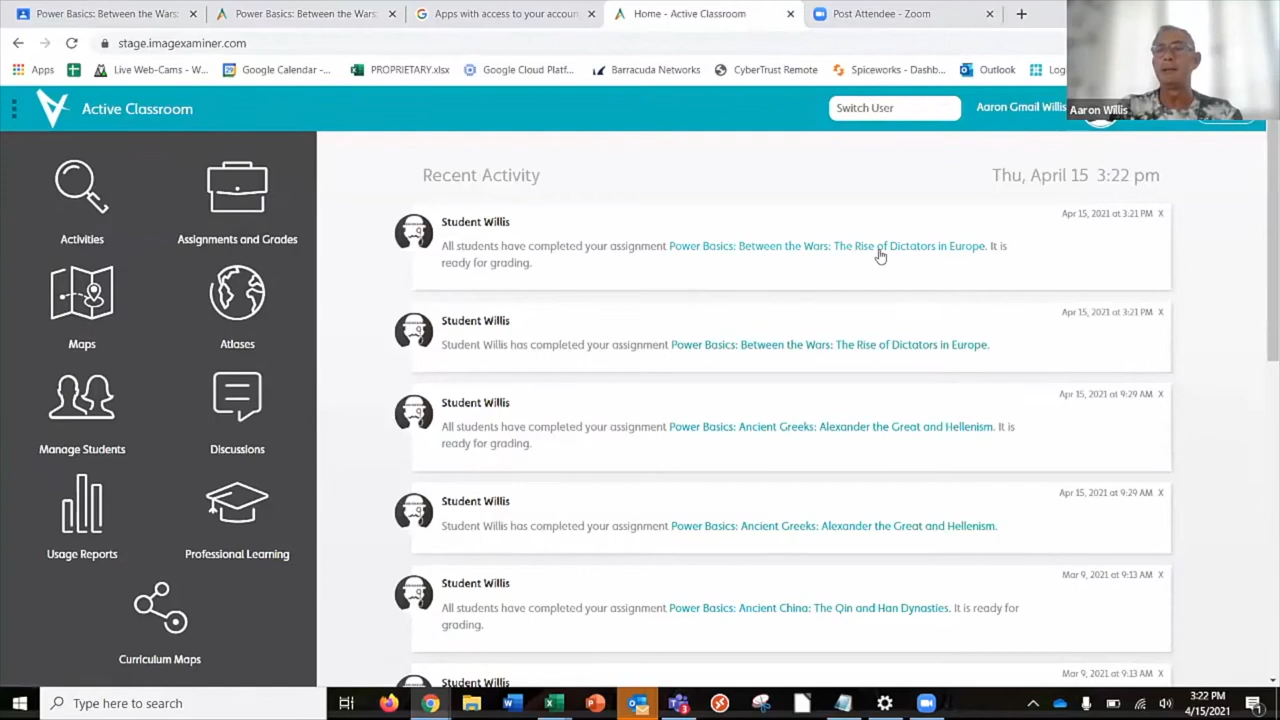 Power Basics: Between the Wars:
Power Basics: Between the Wars:
Apps with access to your accoun
Home - Active Classroom
Post Attendee - Zoom
stage.imagexaminer.com
Apps
Live Web-Cams - W...
Google Calendar -...
PROPRIETARY.xlsx
Google Cloud Platf...
Barracuda Networks
CyberTrust Remote
Spiceworks - Dashb...
Outlook
Log
Active Classroom
Switch User
Aaron Gmail Willis
Aaron Willis
Activities
Assignments and Grades
Maps
Atlases
Manage Students
Discussions
Usage Reports
Professional Learning
Curriculum Maps
Recent Activity
Thu, April 15 3:22 pm
Student Willis
Apr 15, 2021 at 3:21 PM X
All students have completed your assignment Power Basics: Between the Wars: The Rise of Dictators in Europe. It is
ready for grading.
Student Willis
Apr 15, 2021 at 3:21 PM X
Student Willis has completed your assignment Power Basics: Between the Wars: The Rise of Dictators in Europe.
Student Willis
Apr 15, 2021 at 9:29 AM X
All students have completed your assignment Power Basics: Ancient Greeks: Alexander the Great and Hellenism. It is
ready for grading.
Student Willis
Apr 15, 2021 at 9:29 AM X
Student Willis has completed your assignment Power Basics: Ancient Greeks: Alexander the Great and Hellenism.
Student Willis
Mar 9, 2021 at 9:13 AM X
All students have completed your assignment Power Basics: Ancient China: The Qin and Han Dynasties. It is ready for
grading.
Student Willis
Mar 9, 2021 at 9:13 AM X
Type here to search
3:22 PM
4/15/2021